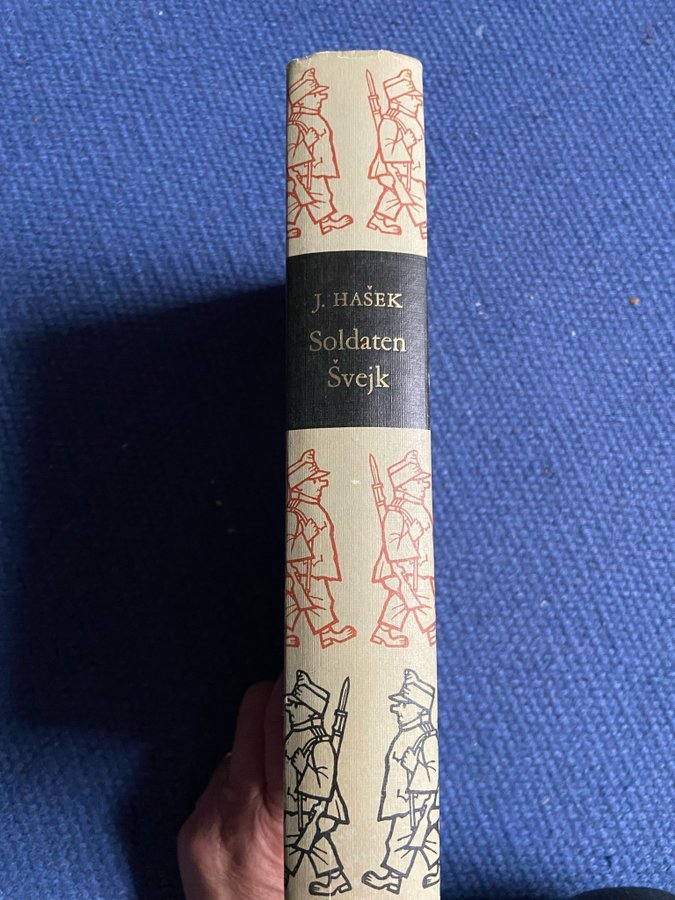 J. HAŠEK
Soldaten
Švejk